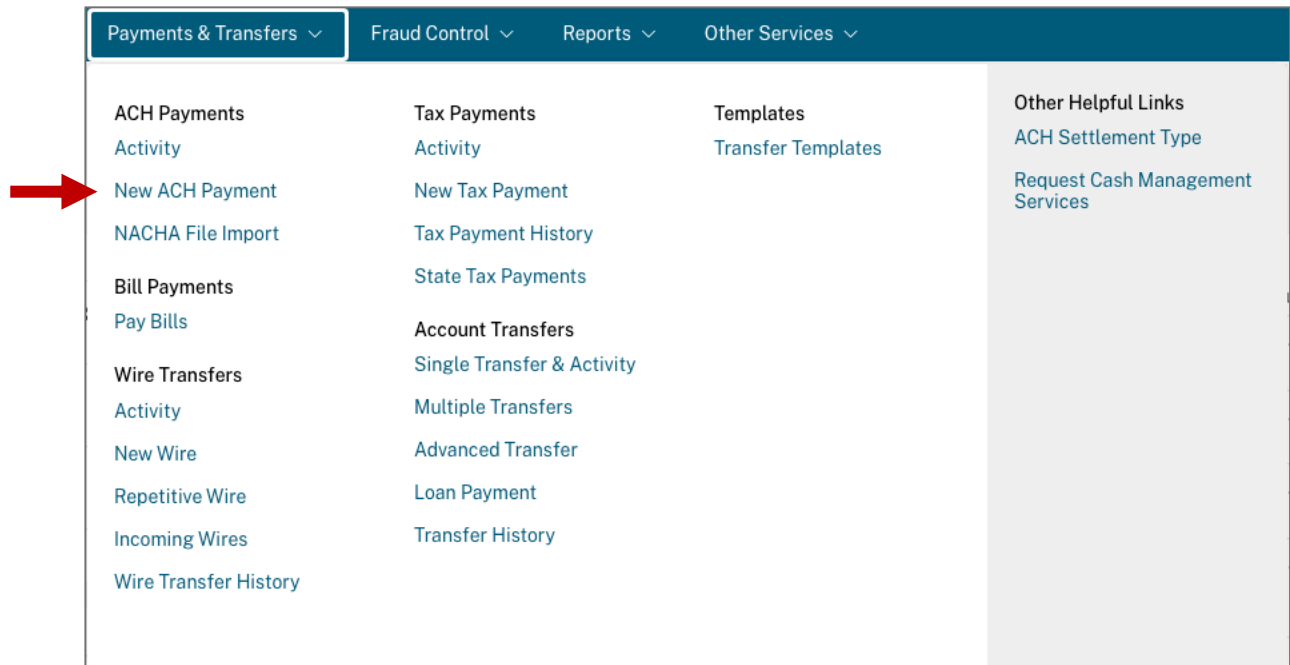 Payments & Transfers
Fraud Control
Reports
Other Services
ACH Payments
Activity
New ACH Payment
NACHA File Import
Bill Payments
Pay Bills
Wire Transfers
Activity
New Wire
Repetitive Wire
Incoming Wires
Wire Transfer History
Tax Payments
Activity
New Tax Payment
Tax Payment History
State Tax Payments
Account Transfers
Single Transfer & Activity
Multiple Transfers
Advanced Transfer
Loan Payment
Transfer History
Templates
Transfer Templates
Other Helpful Links
ACH Settlement Type
Request Cash Management
Services